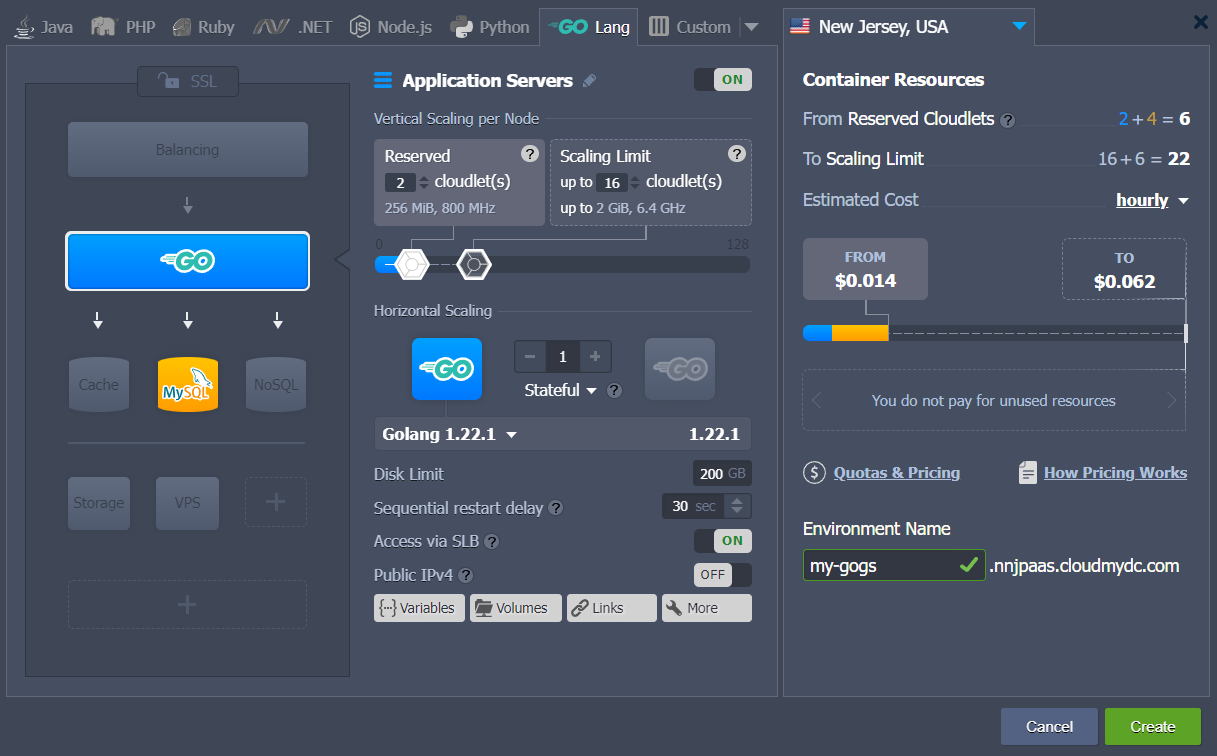 Java PHP Ruby .NET Node.js Python GO Lang Custom
SSL
Balancing
GO
Cache MySQL NoSQL
Storage VPS
Application Servers ON
Vertical Scaling per Node
Reserved ?
2 cloudlet(s)
256 MiB, 800 MHz
Scaling Limit ?
up to 16 cloudlet(s)
up to 2 GiB, 6.4 GHz
0 128
Horizontal Scaling
GO 1 GO
Stateful ?
Golang 1.22.1 1.22.1
Disk Limit 200 GB
Sequential restart delay ? 30 sec
Access via SLB ? ON
Public IPv4 ? OFF
Variables Volumes Links More
New Jersey, USA
Container Resources
From Reserved Cloudlets ? 2 + 4 = 6
To Scaling Limit 16 + 6 = 22
Estimated Cost hourly
FROM
$0.014
TO
$0.062
You do not pay for unused resources
$ Quotas & Pricing How Pricing Works
Environment Name
my-gogs .nnjpaas.cloudmydc.com
Cancel Create